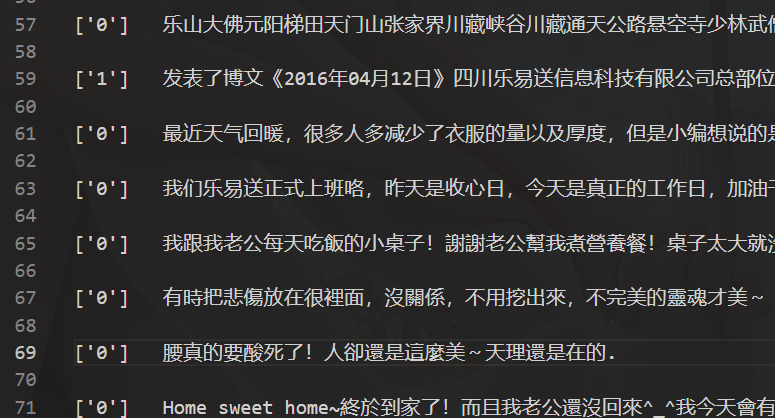 57 ['0'] 乐山大佛元阳梯田天门山张家界川藏峡谷川藏通天公路悬空寺少林武
58
59 ['1'] 发表了博文《2016年04月12日》四川乐易送信息科技有限公司总部位
60
61 ['0'] 最近天气回暖，很多人多减少了衣服的量以及厚度，但是小编想说的是
62
63 ['0'] 我们乐易送正式上班咯，昨天是收心日，今天是真正的工作日，加油
64
65 ['0'] 我跟我老公每天吃飯的小桌子！謝謝老公幫我煮營養餐！桌子太大就
66
67 ['0'] 有時把悲傷放在很裡面，沒關係，不用挖出來，不完美的靈魂才美～
68
69 ['0'] 腰真的要酸死了！人卻還是這麼美～天理還是在的.
70
71 ['0'] Home sweet home~終於到家了！而且我老公還沒回來^_^我今天會有